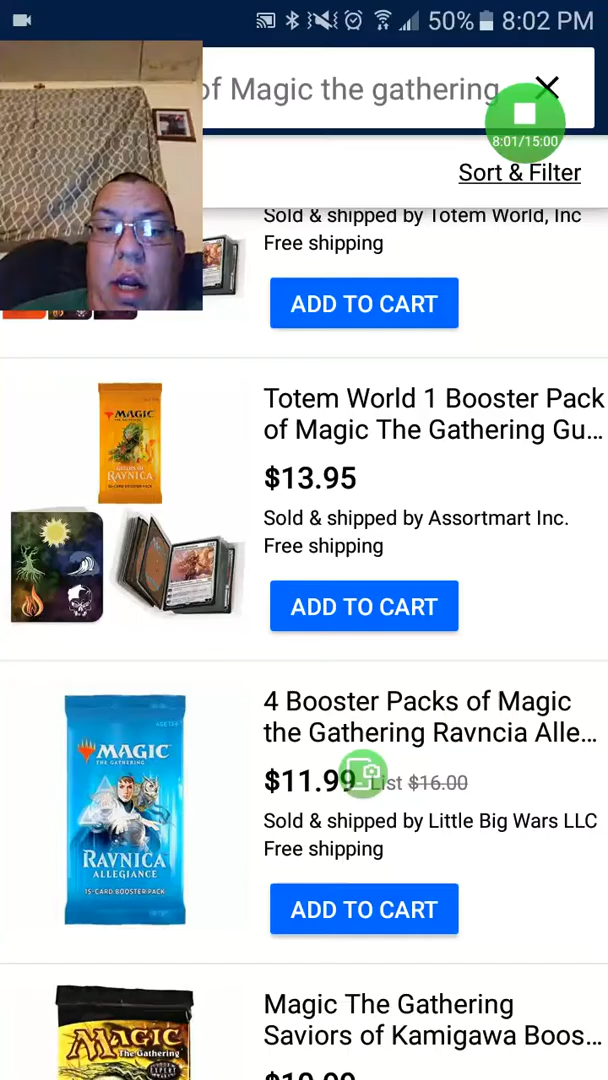 50% 8:02 PM
of Magic the gathering
8:01/15:00
Sort & Filter
Sold & shipped by Totem World, Inc
Free shipping
ADD TO CART
Totem World 1 Booster Pack
of Magic The Gathering Gu...
$13.95
Sold & shipped by Assortmart Inc.
Free shipping
ADD TO CART
MAGIC
RAVNICA
4 Booster Packs of Magic
the Gathering Ravncia Alle...
$11.99 List $16.00
Sold & shipped by Little Big Wars LLC
Free shipping
ADD TO CART
MAGIC
THE GATHERING
RAVNICA
ALLEGIANCE
15-CARD BOOSTER PACK
Magic The Gathering
Saviors of Kamigawa Boos...
MAGIC
The Gathering
EXPERT